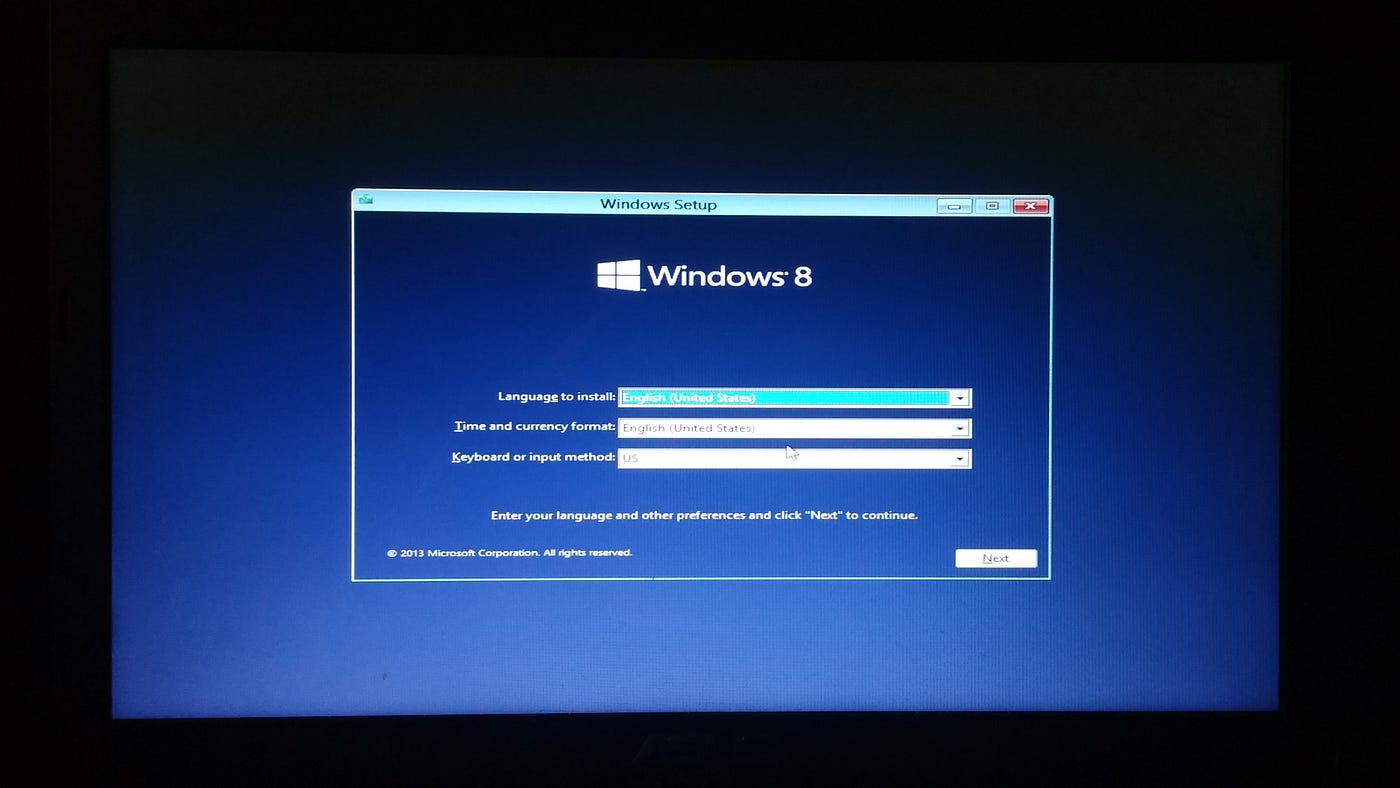 Windows Setup
Windows 8
Language to install: English (United States)
Time and currency format: English (United States)
Keyboard or input method: US
Enter your language and other preferences and click "Next" to continue.
© 2013 Microsoft Corporation. All rights reserved.
Next